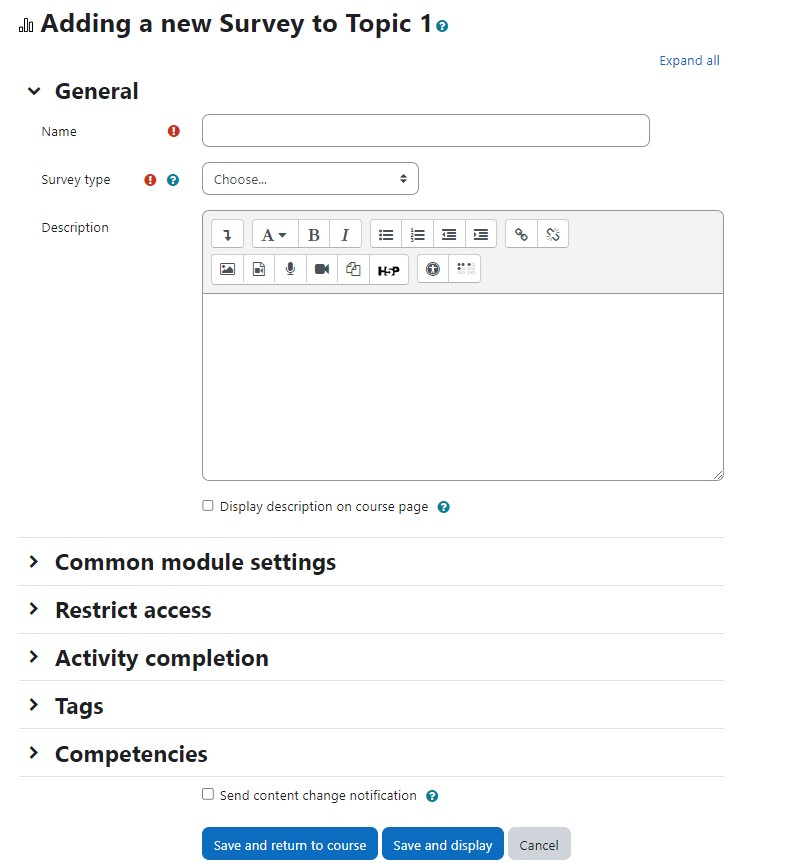 Adding a new Survey to Topic 1
Expand all
General
Name
Survey type
Choose...
Description
A B I
H5P
Display description on course page
Common module settings
Restrict access
Activity completion
Tags
Competencies
Send content change notification
Save and return to course Save and display Cancel